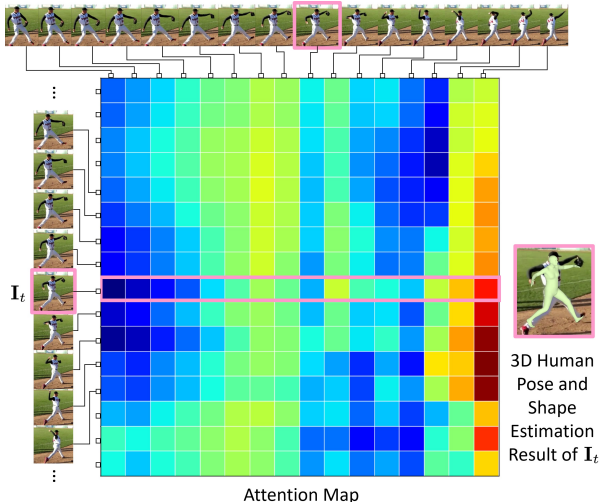 I_t
3D Human
Pose and
Shape
Estimation
Result of I_t
Attention Map